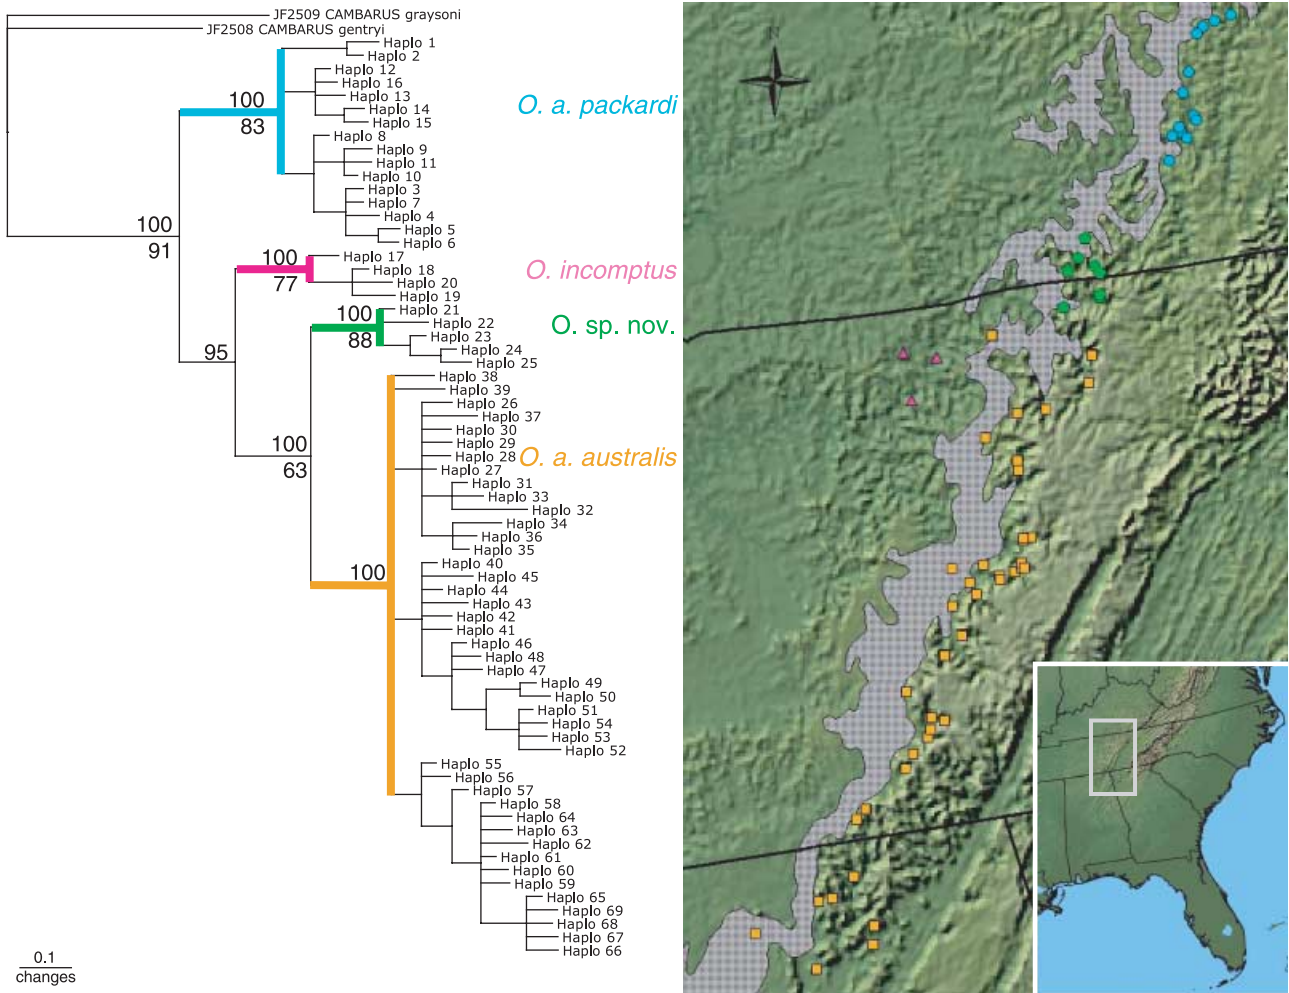 JF2509 CAMBARUS graysoni
JF2508 CAMBARUS gentryi
Haplo 1
Haplo 2
Haplo 12
Haplo 16
Haplo 13
Haplo 14
Haplo 15
Haplo 8
Haplo 9
Haplo 11
Haplo 10
Haplo 3
Haplo 7
Haplo 4
Haplo 5
Haplo 6
100
83
O. a. packardi
100
91
Haplo 17
Haplo 18
Haplo 20
Haplo 19
100
77
O. incomptus
Haplo 21
Haplo 22
Haplo 23
Haplo 24
Haplo 25
100
88
O. sp. nov.
95
Haplo 38
Haplo 39
Haplo 26
Haplo 37
Haplo 30
Haplo 29
Haplo 28
Haplo 27
Haplo 31
Haplo 33
Haplo 32
Haplo 34
Haplo 36
Haplo 35
100
63
O. a. australis
100
Haplo 40
Haplo 45
Haplo 44
Haplo 43
Haplo 42
Haplo 41
Haplo 46
Haplo 48
Haplo 47
Haplo 49
Haplo 50
Haplo 51
Haplo 54
Haplo 53
Haplo 52
Haplo 55
Haplo 56
Haplo 57
Haplo 58
Haplo 64
Haplo 63
Haplo 62
Haplo 61
Haplo 60
Haplo 59
Haplo 65
Haplo 69
Haplo 68
Haplo 67
Haplo 66
0.1
changes
N